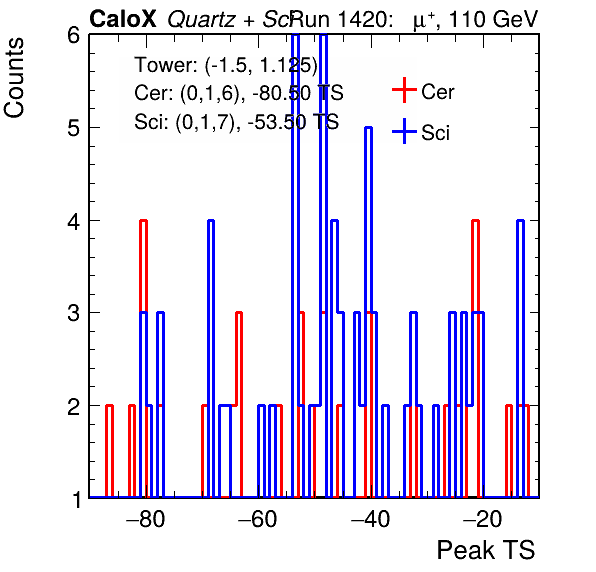 CaloX Quartz + Sci Run 1420: μ+, 110 GeV
Counts
Tower: (-1.5, 1.125)
Cer: (0,1,6), -80.50 TS
Sci: (0,1,7), -53.50 TS
Cer
Sci
6
5
4
3
2
1
−80 −60 −40 −20
Peak TS